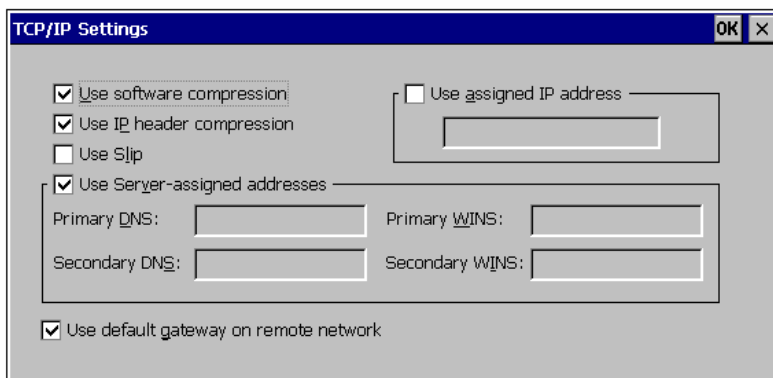 TCP/IP Settings OK ×
Use software compression
Use IP header compression
Use Slip
Use assigned IP address
Use Server-assigned addresses
Primary DNS:
Primary WINS:
Secondary DNS:
Secondary WINS:
Use default gateway on remote network